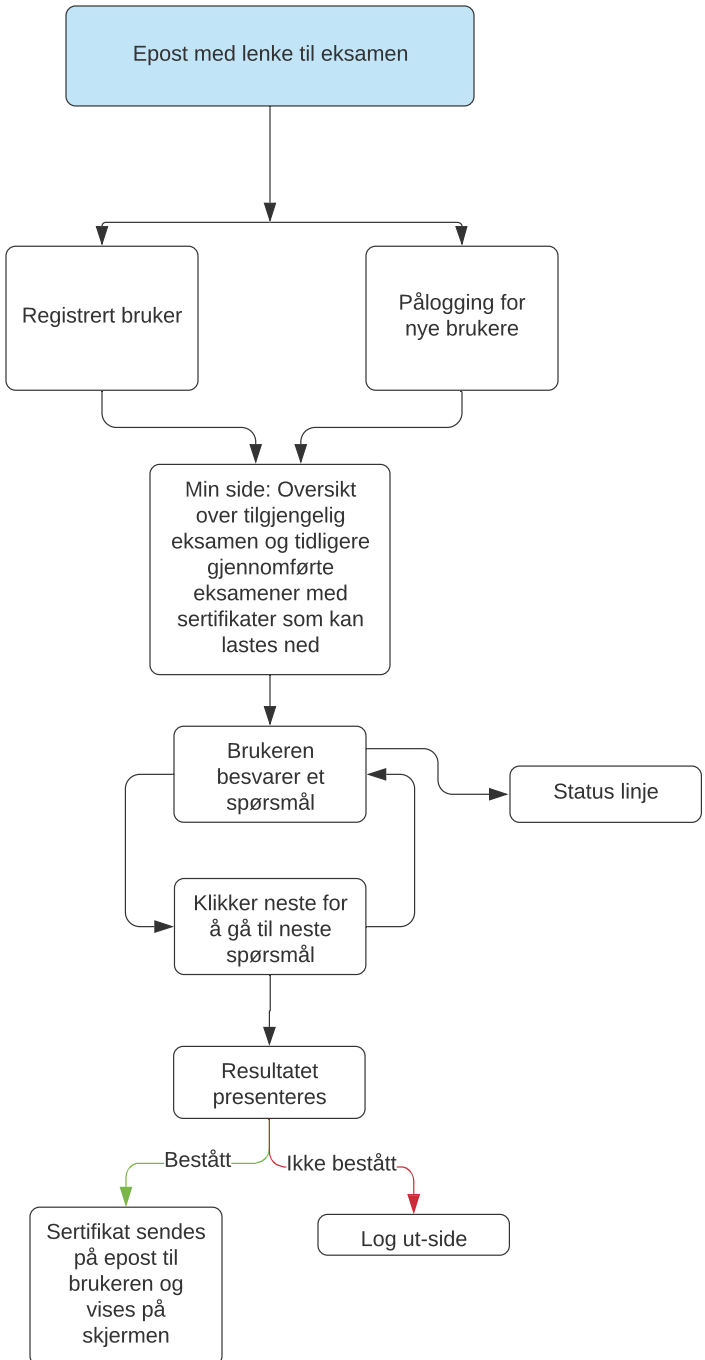 Epost med lenke til eksamen
Registrert bruker
Pålogging for
nye brukere
Min side: Oversikt
over tilgjengelig
eksamen og tidligere
gjennomførte
eksamener med
sertifikater som kan
lastes ned
Brukeren
besvarer et
spørsmål
Status linje
Klikker neste for
å gå til neste
spørsmål
Resultatet
presenteres
Bestått
Ikke bestått
Sertifikat sendes
på epost til
brukeren og
vises på
skjermen
Log ut-side